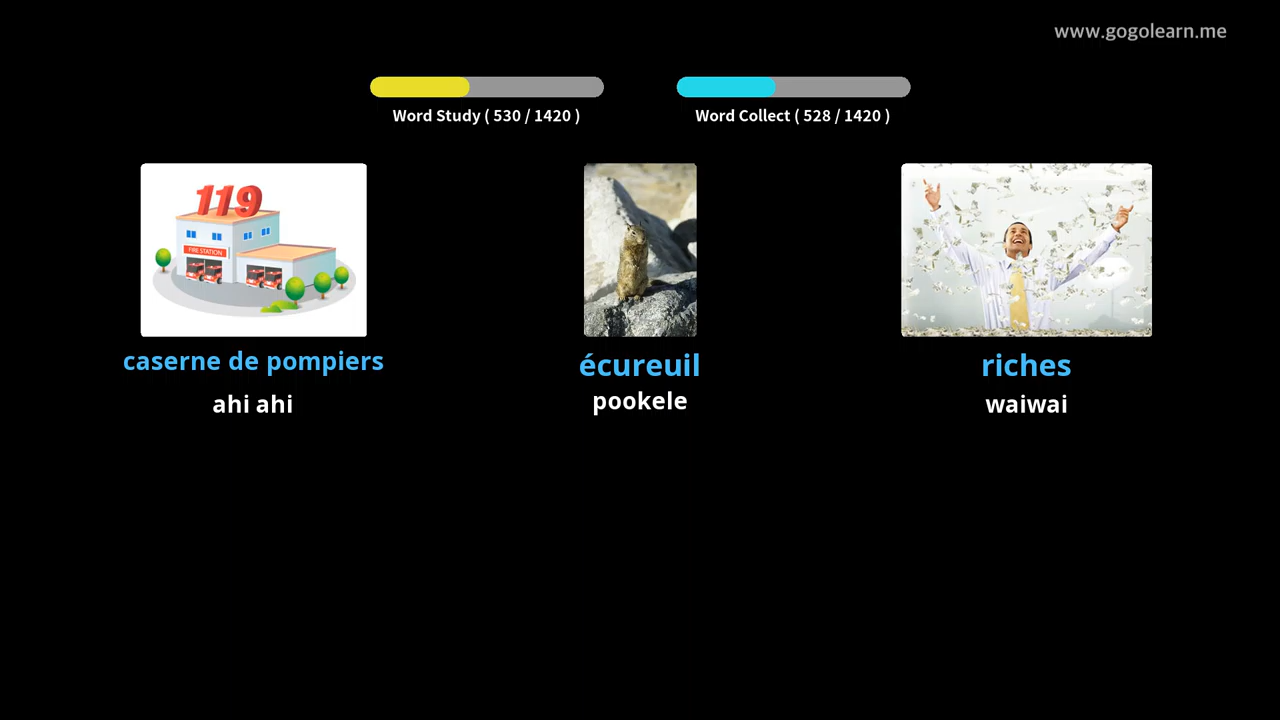 www.gogolearn.me
Word Study ( 530 / 1420 )
Word Collect ( 528 / 1420 )
119
FIRE STATION
caserne de pompiers
écureuil
riches
ahi ahi
pookele
waiwai